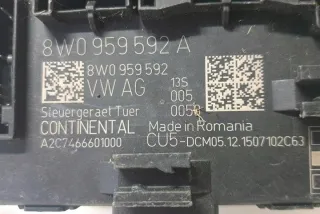 8W0 959 592 A
8W0 959 592
VW AG
13S
005
0058
Steuergeraet Tuer
CONTINENTAL
Made in Romania
A2C7466601000
CU5-DCM05.12.1507102C63